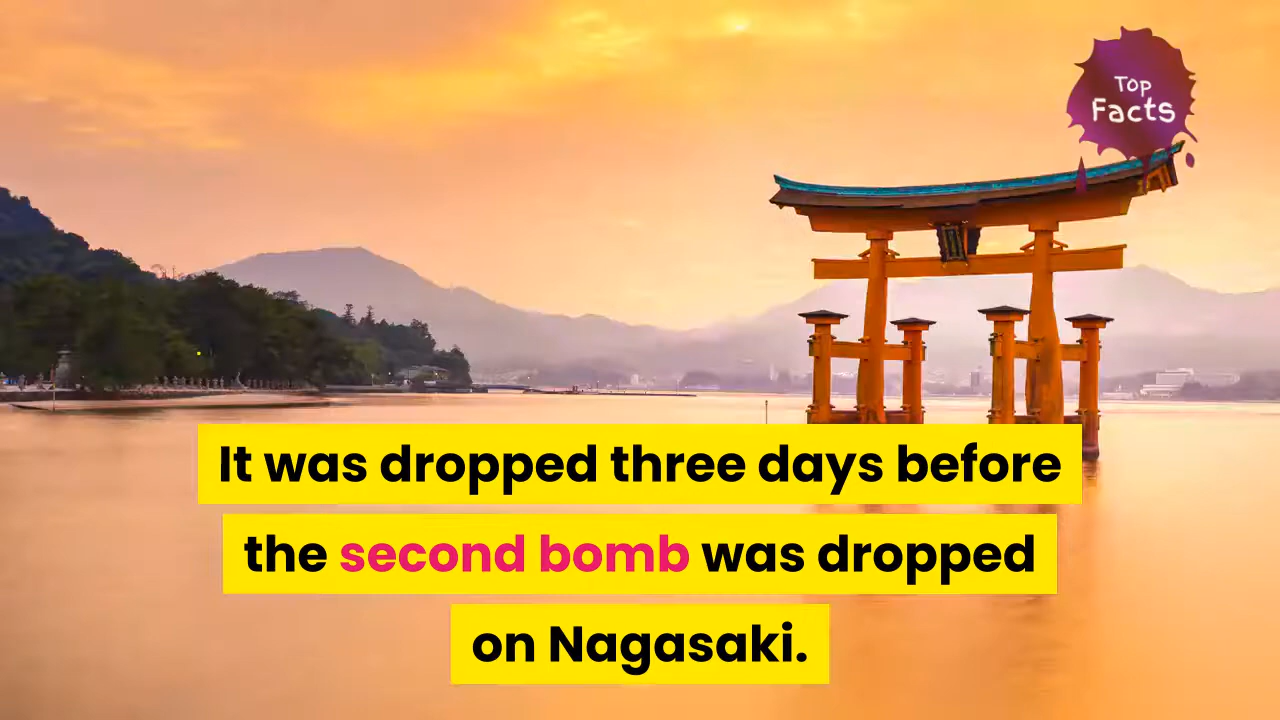 Top
Facts
It was dropped three days before
the second bomb was dropped
on Nagasaki.